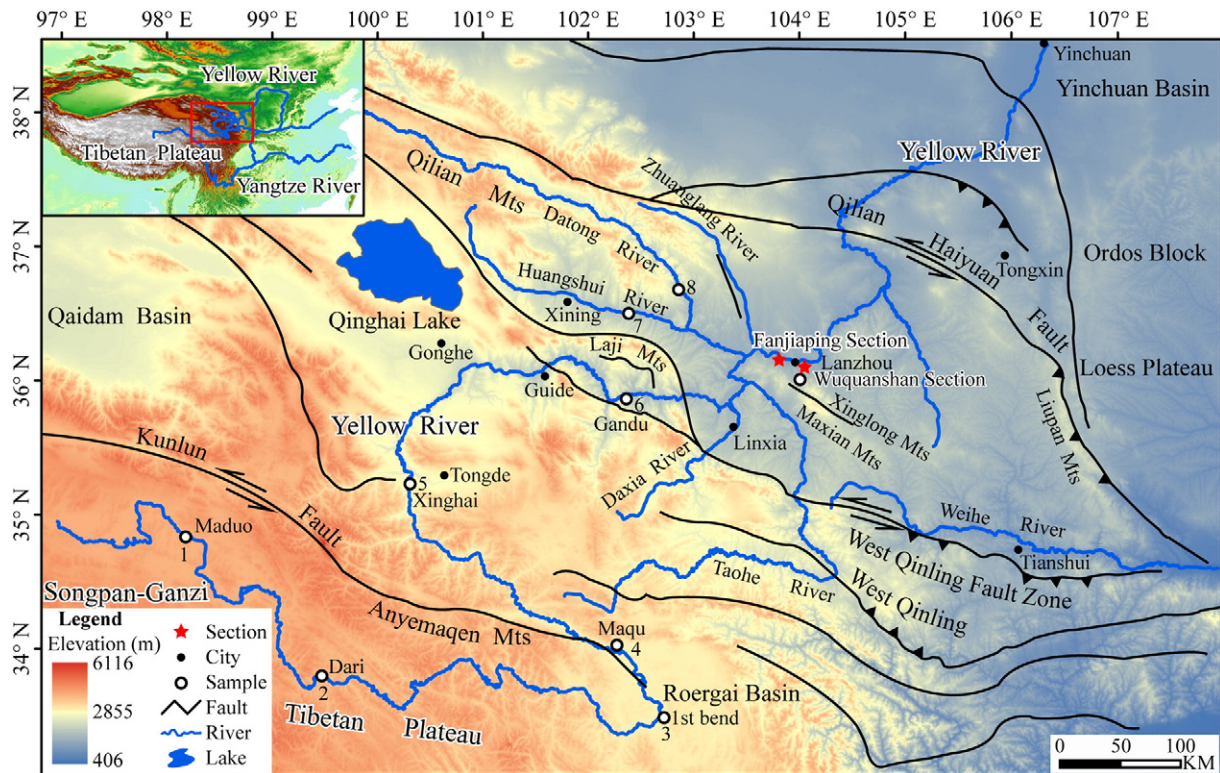 97° E
98° E
99° E
100° E
101° E
102° E
103° E
104° E
105° E
106° E
107° E
38° N
37° N
36° N
35° N
34° N
Yellow River
Tibetan Plateau
Yangtze River
Yinchuan
Yinchuan Basin
Yellow River
Qilian Mts
Datong River
Zhuanglang River
Qilian
Haiyuan
Fault
Tongxin
Ordos Block
Huangshui River
8
Xining
7
Qaidam Basin
Qinghai Lake
Gonghe
Laji Mts
Fanjiaping Section
Lanzhou
Wuquanshan Section
Loess Plateau
Guide
6
Gandu
Xinglong Mts
Maxian Mts
Liupan Mts
Yellow River
Linxia
Daxia River
Kunlun
Fault
Tongde
5
Xinghai
Maduo
1
Weihe River
Tianshui
West Qinling Fault Zone
West Qinling
Taohe River
Songpan-Ganzi
Anyemaqen Mts
Maqu
4
Dari
2
Tibetan Plateau
Roergai Basin
1st bend
3
Legend
Elevation (m)
6116
2855
406
Section
City
Sample
Fault
River
Lake
0 50 100
KM